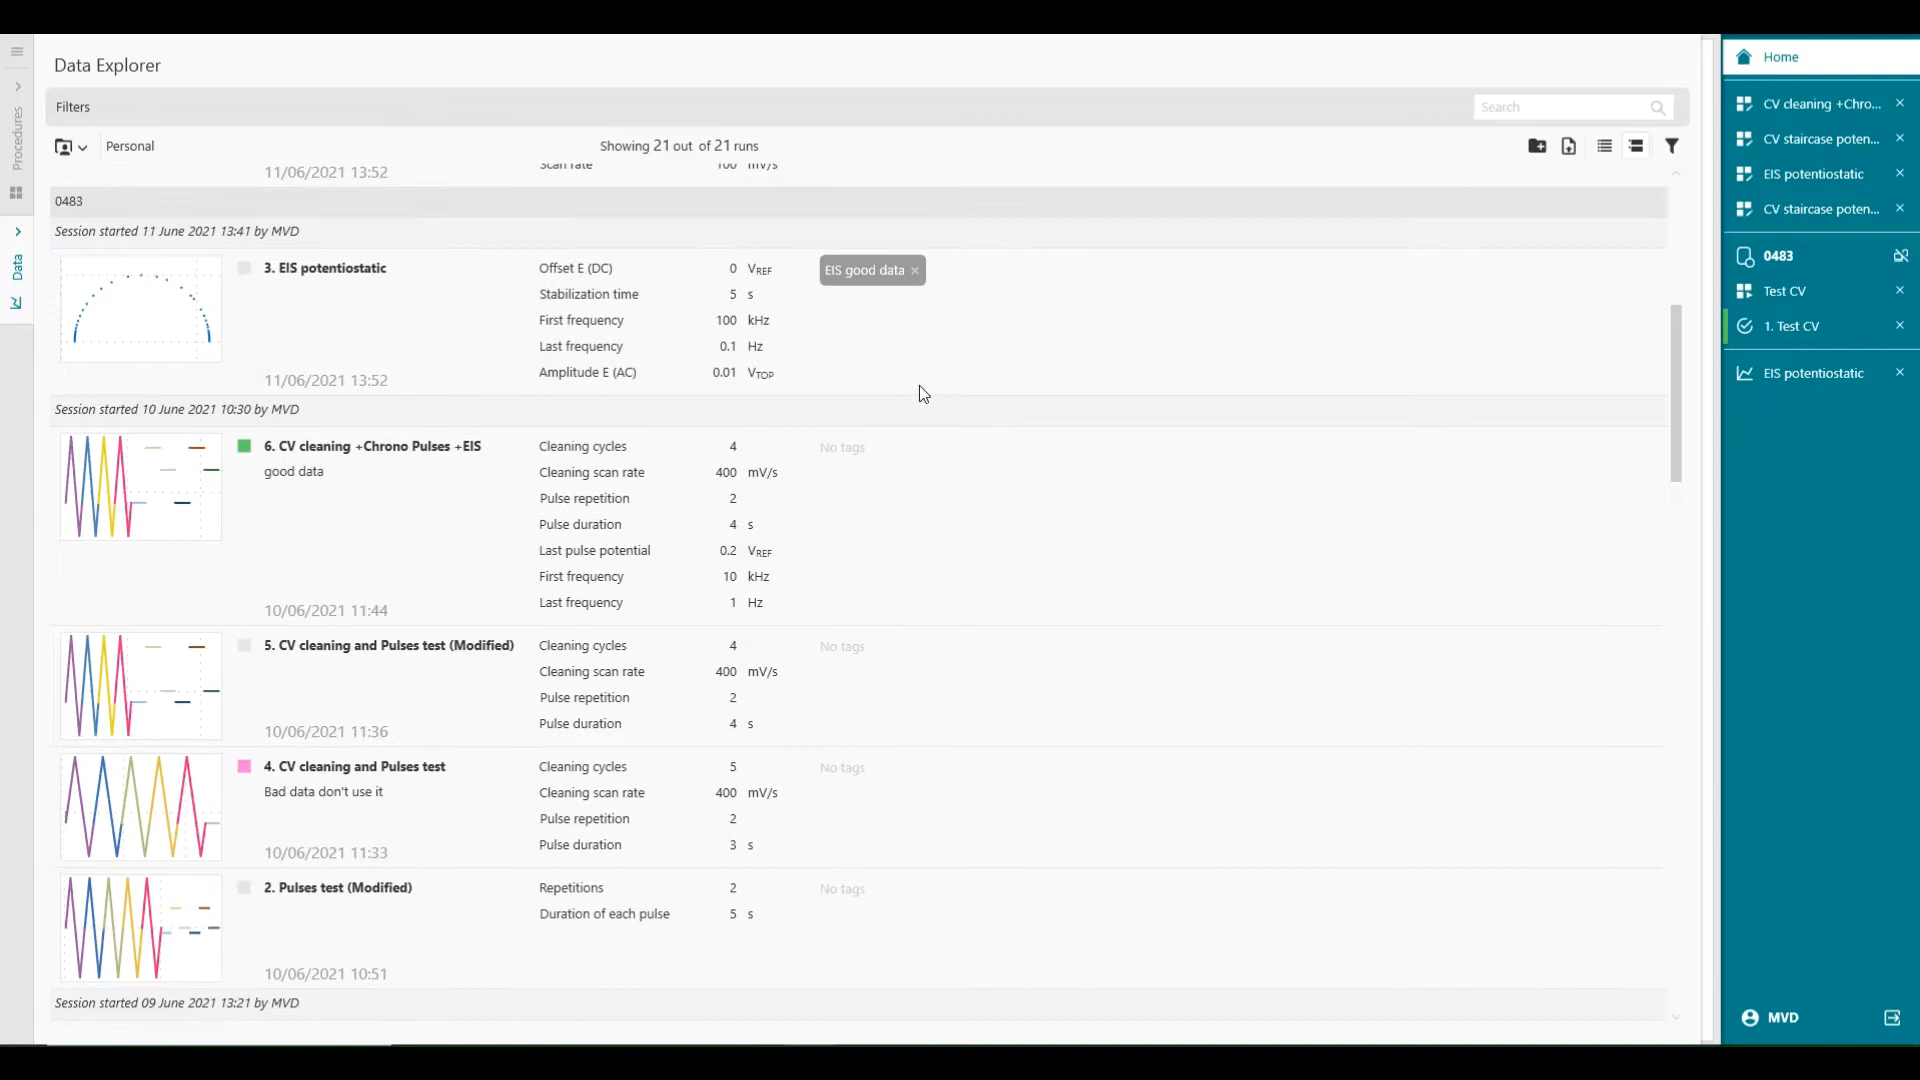 Data Explorer
Filters
Search
Personal
Showing 21 out of 21 runs
Procedures
Data
11/06/2021 13:52
Scan rate 100 mV/s
0483
Session started 11 June 2021 13:41 by MVD
3. EIS potentiostatic
Offset E (DC) 0 VREF
EIS good data ×
Stabilization time 5 s
First frequency 100 kHz
Last frequency 0.1 Hz
Amplitude E (AC) 0.01 VTOP
11/06/2021 13:52
Session started 10 June 2021 10:30 by MVD
6. CV cleaning +Chrono Pulses +EIS
good data
Cleaning cycles 4
No tags
Cleaning scan rate 400 mV/s
Pulse repetition 2
Pulse duration 4 s
Last pulse potential 0.2 VREF
First frequency 10 kHz
Last frequency 1 Hz
10/06/2021 11:44
5. CV cleaning and Pulses test (Modified)
Cleaning cycles 4
No tags
Cleaning scan rate 400 mV/s
Pulse repetition 2
Pulse duration 4 s
10/06/2021 11:36
4. CV cleaning and Pulses test
Bad data don't use it
Cleaning cycles 5
No tags
Cleaning scan rate 400 mV/s
Pulse repetition 2
Pulse duration 3 s
10/06/2021 11:33
2. Pulses test (Modified)
Repetitions 2
No tags
Duration of each pulse 5 s
10/06/2021 10:51
Session started 09 June 2021 13:21 by MVD
Home
CV cleaning +Chro... ×
CV staircase poten... ×
EIS potentiostatic ×
CV staircase poten... ×
0483
Test CV ×
1. Test CV ×
EIS potentiostatic ×
MVD